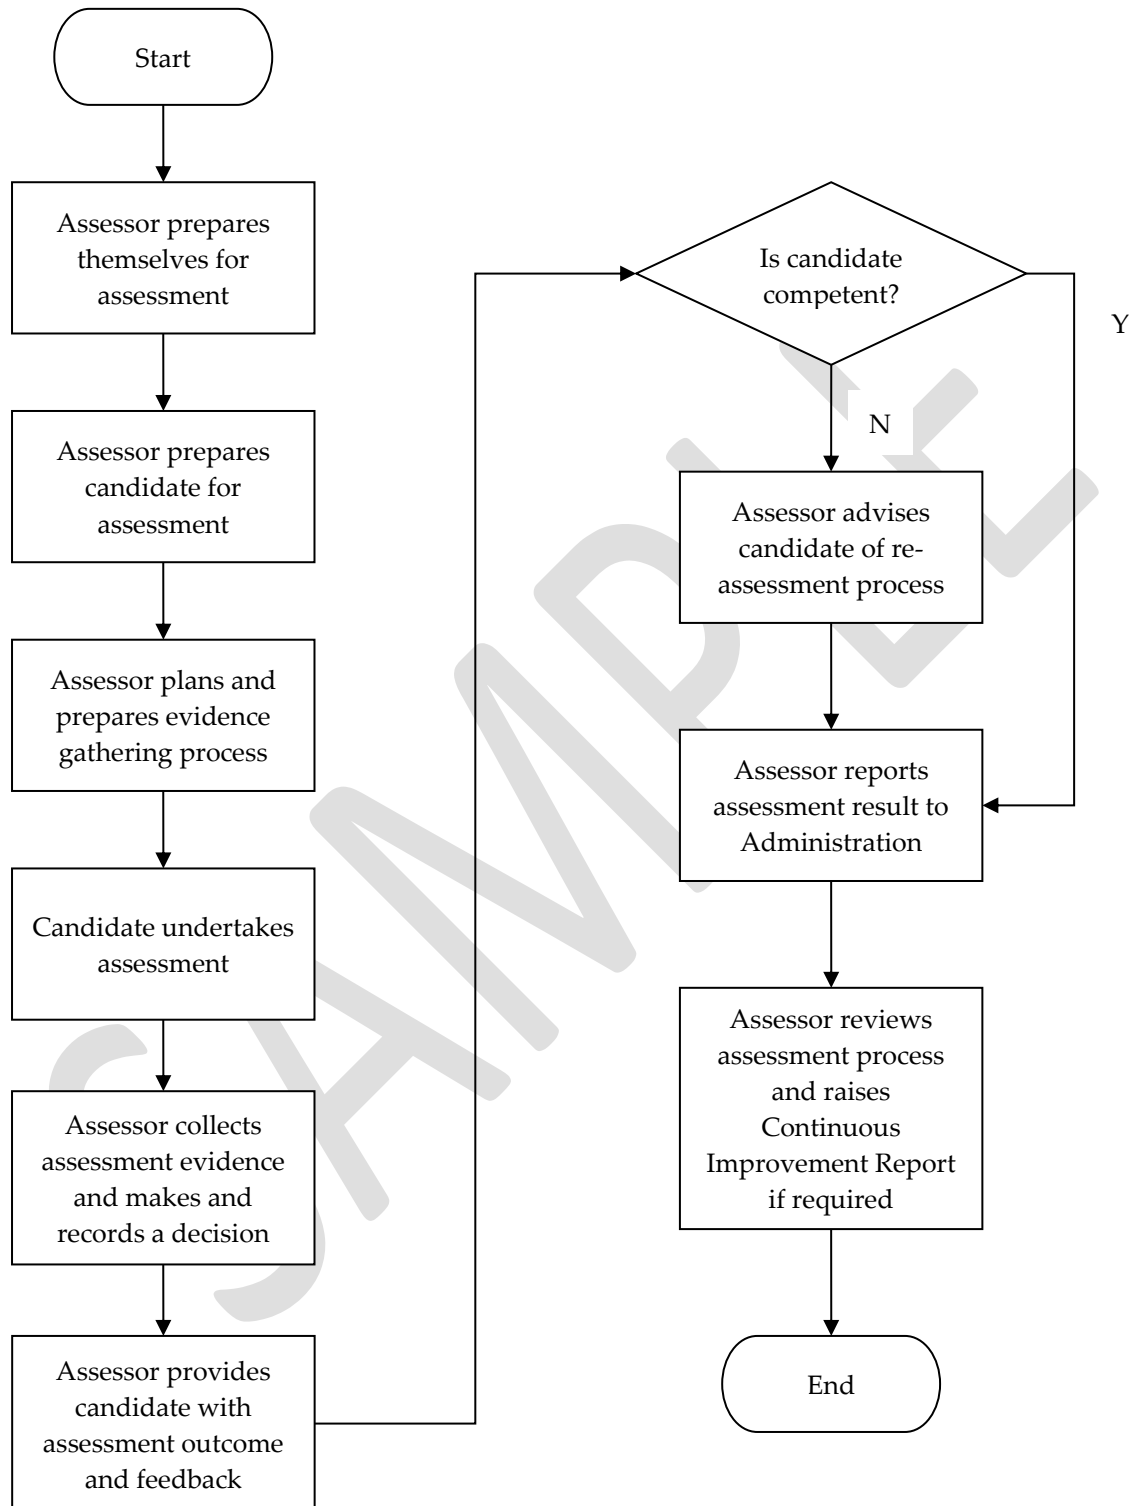 Start
Assessor prepares
themselves for
assessment
Assessor prepares
candidate for
assessment
Assessor plans and
prepares evidence
gathering process
Candidate undertakes
assessment
Assessor collects
assessment evidence
and makes and
records a decision
Assessor provides
candidate with
assessment outcome
and feedback
Is candidate
competent?
Y
N
Assessor advises
candidate of re-
assessment process
Assessor reports
assessment result to
Administration
Assessor reviews
assessment process
and raises
Continuous
Improvement Report
if required
End
SAMPLE